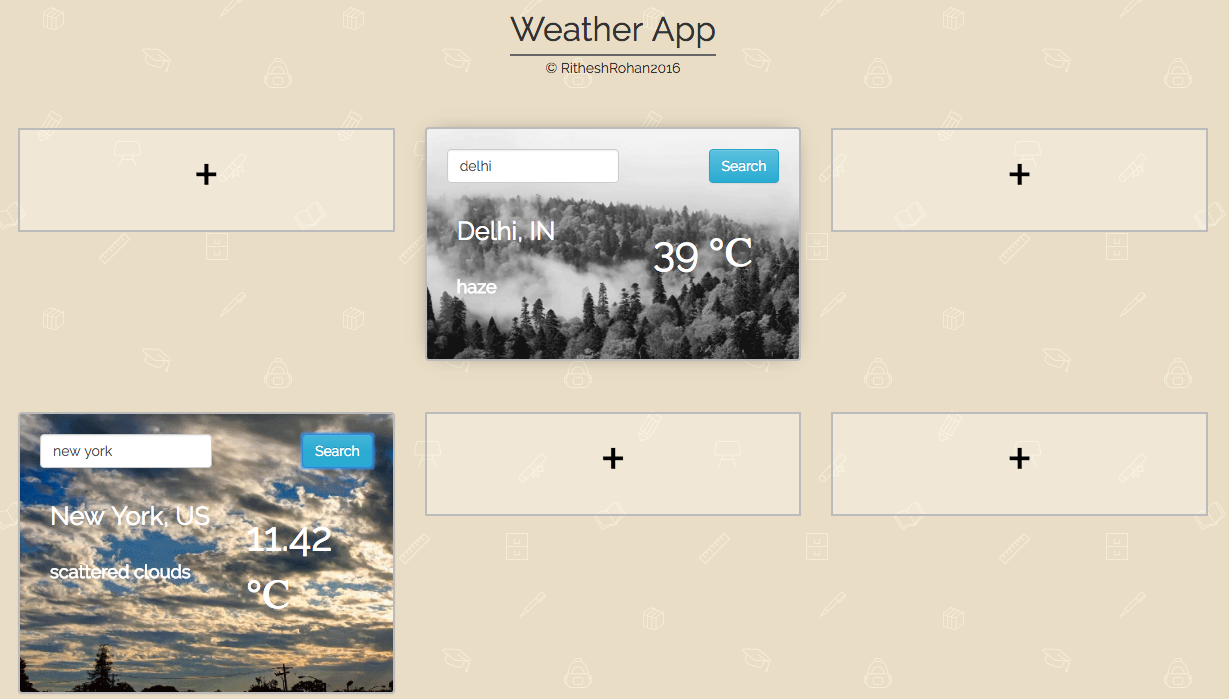 Weather App
© RitheshRohan2016
+
delhi
Search
+
Delhi, IN
39 °C
haze
new york
Search
+
+
New York, US
11.42
°C
scattered clouds